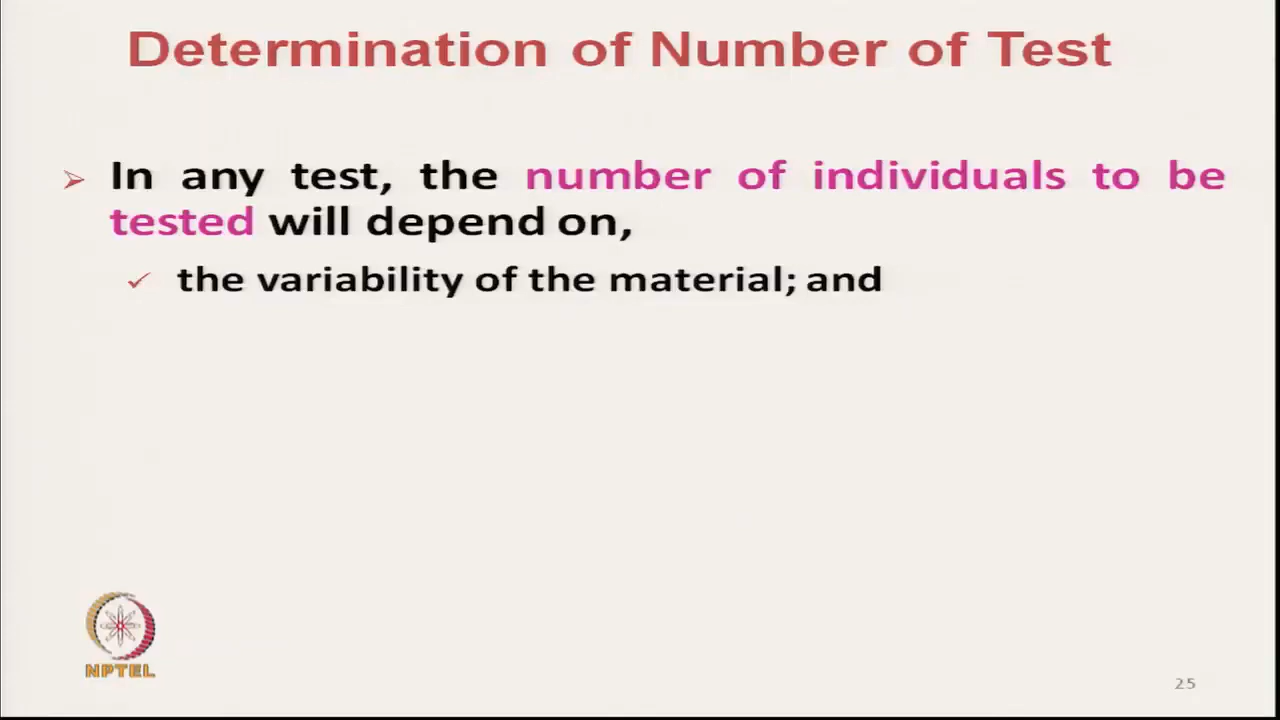 Determination of Number of Test
In any test, the number of individuals to be
tested will depend on,
the variability of the material; and
NPTEL
25